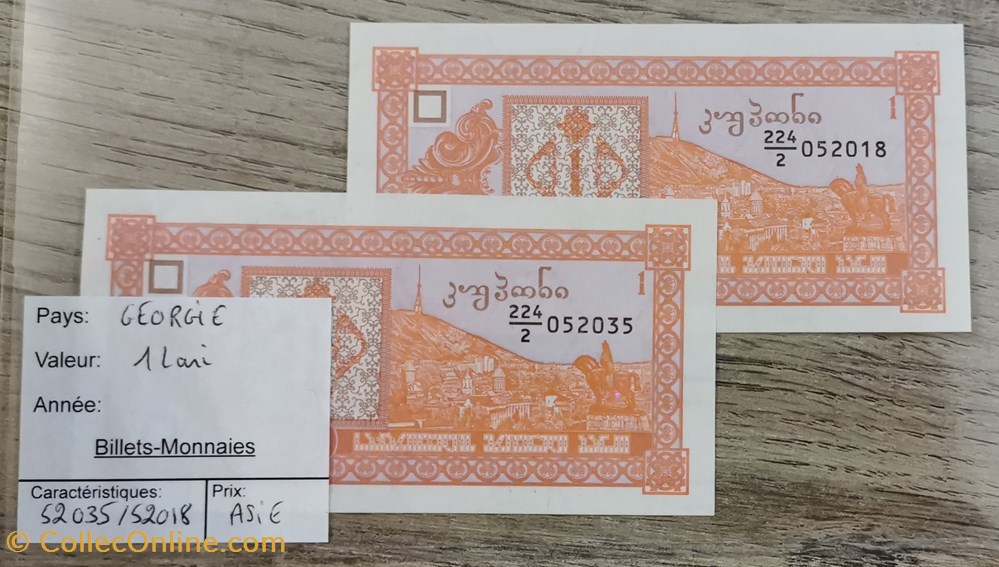 1
კუპონი
224/2 052018
1
კუპონი
224/2 052035
Pays: GEORGIE
Valeur: 1 Lari
Année:
Billets-Monnaies
Caractéristiques: Prix:
52035/52018 ASIE
© CollecOnline.com